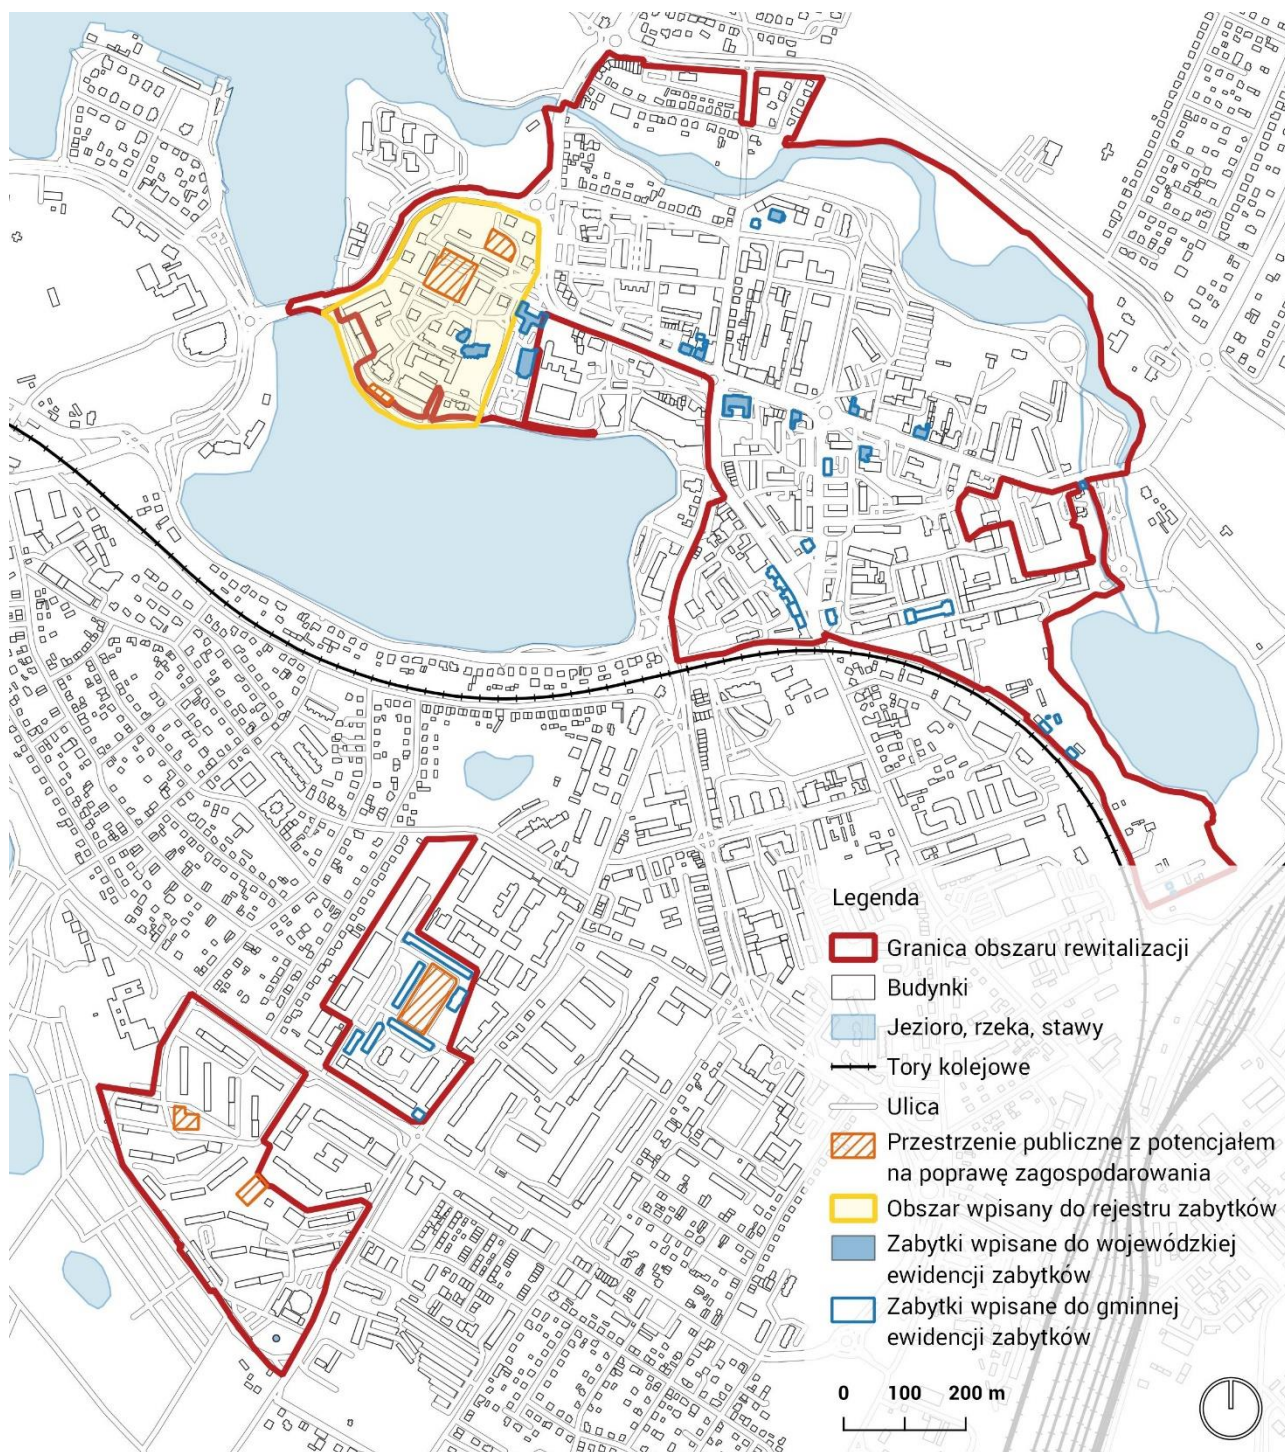 Legenda
Granica obszaru rewitalizacji
Budynki
Jezioro, rzeka, stawy
Tory kolejowe
Ulica
Przestrzenie publiczne z potencjałem
na poprawę zagospodarowania
Obszar wpisany do rejestru zabytków
Zabytki wpisane do wojewódzkiej
ewidencji zabytków
Zabytki wpisane do gminnej
ewidencji zabytków
0 100 200 m